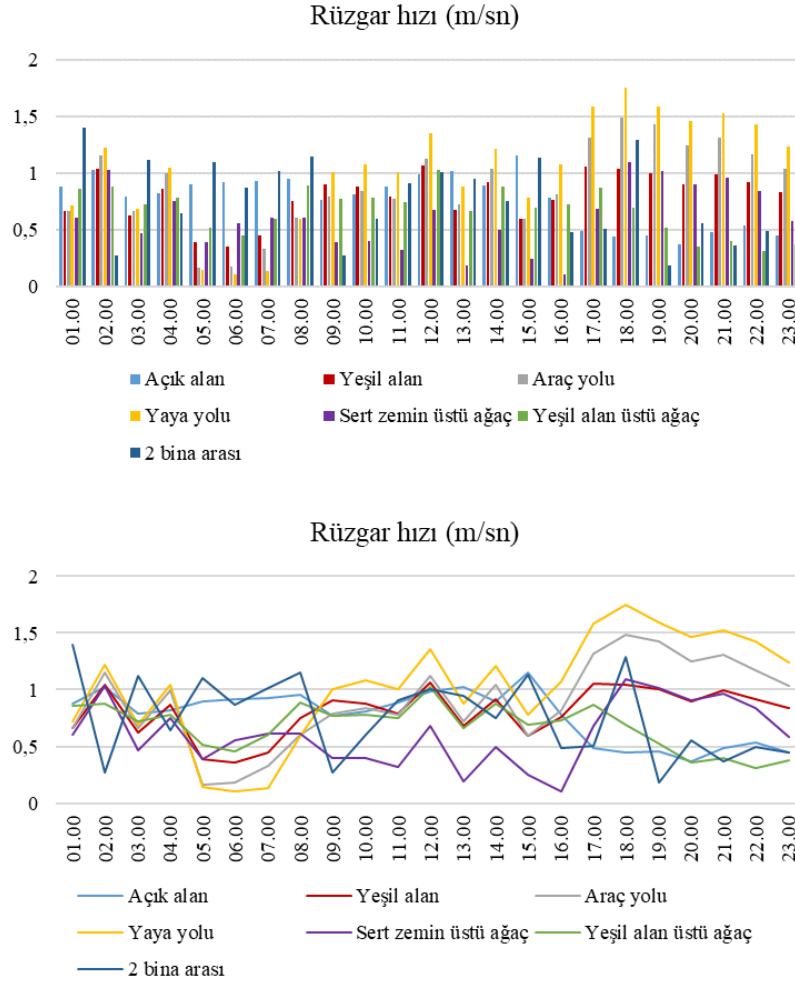 Rüzgar hızı (m/sn)
2
1,5
1
0,5
0
01.00 02.00 03.00 04.00 05.00 06.00 07.00 08.00 09.00 10.00 11.00 12.00 13.00 14.00 15.00 16.00 17.00 18.00 19.00 20.00 21.00 22.00 23.00
Açık alan Yeşil alan Araç yolu
Yaya yolu Sert zemin üstü ağaç Yeşil alan üstü ağaç
2 bina arası
Rüzgar hızı (m/sn)
2
1,5
1
0,5
0
01.00 02.00 03.00 04.00 05.00 06.00 07.00 08.00 09.00 10.00 11.00 12.00 13.00 14.00 15.00 16.00 17.00 18.00 19.00 20.00 21.00 22.00 23.00
Açık alan Yeşil alan Araç yolu
Yaya yolu Sert zemin üstü ağaç Yeşil alan üstü ağaç
2 bina arası